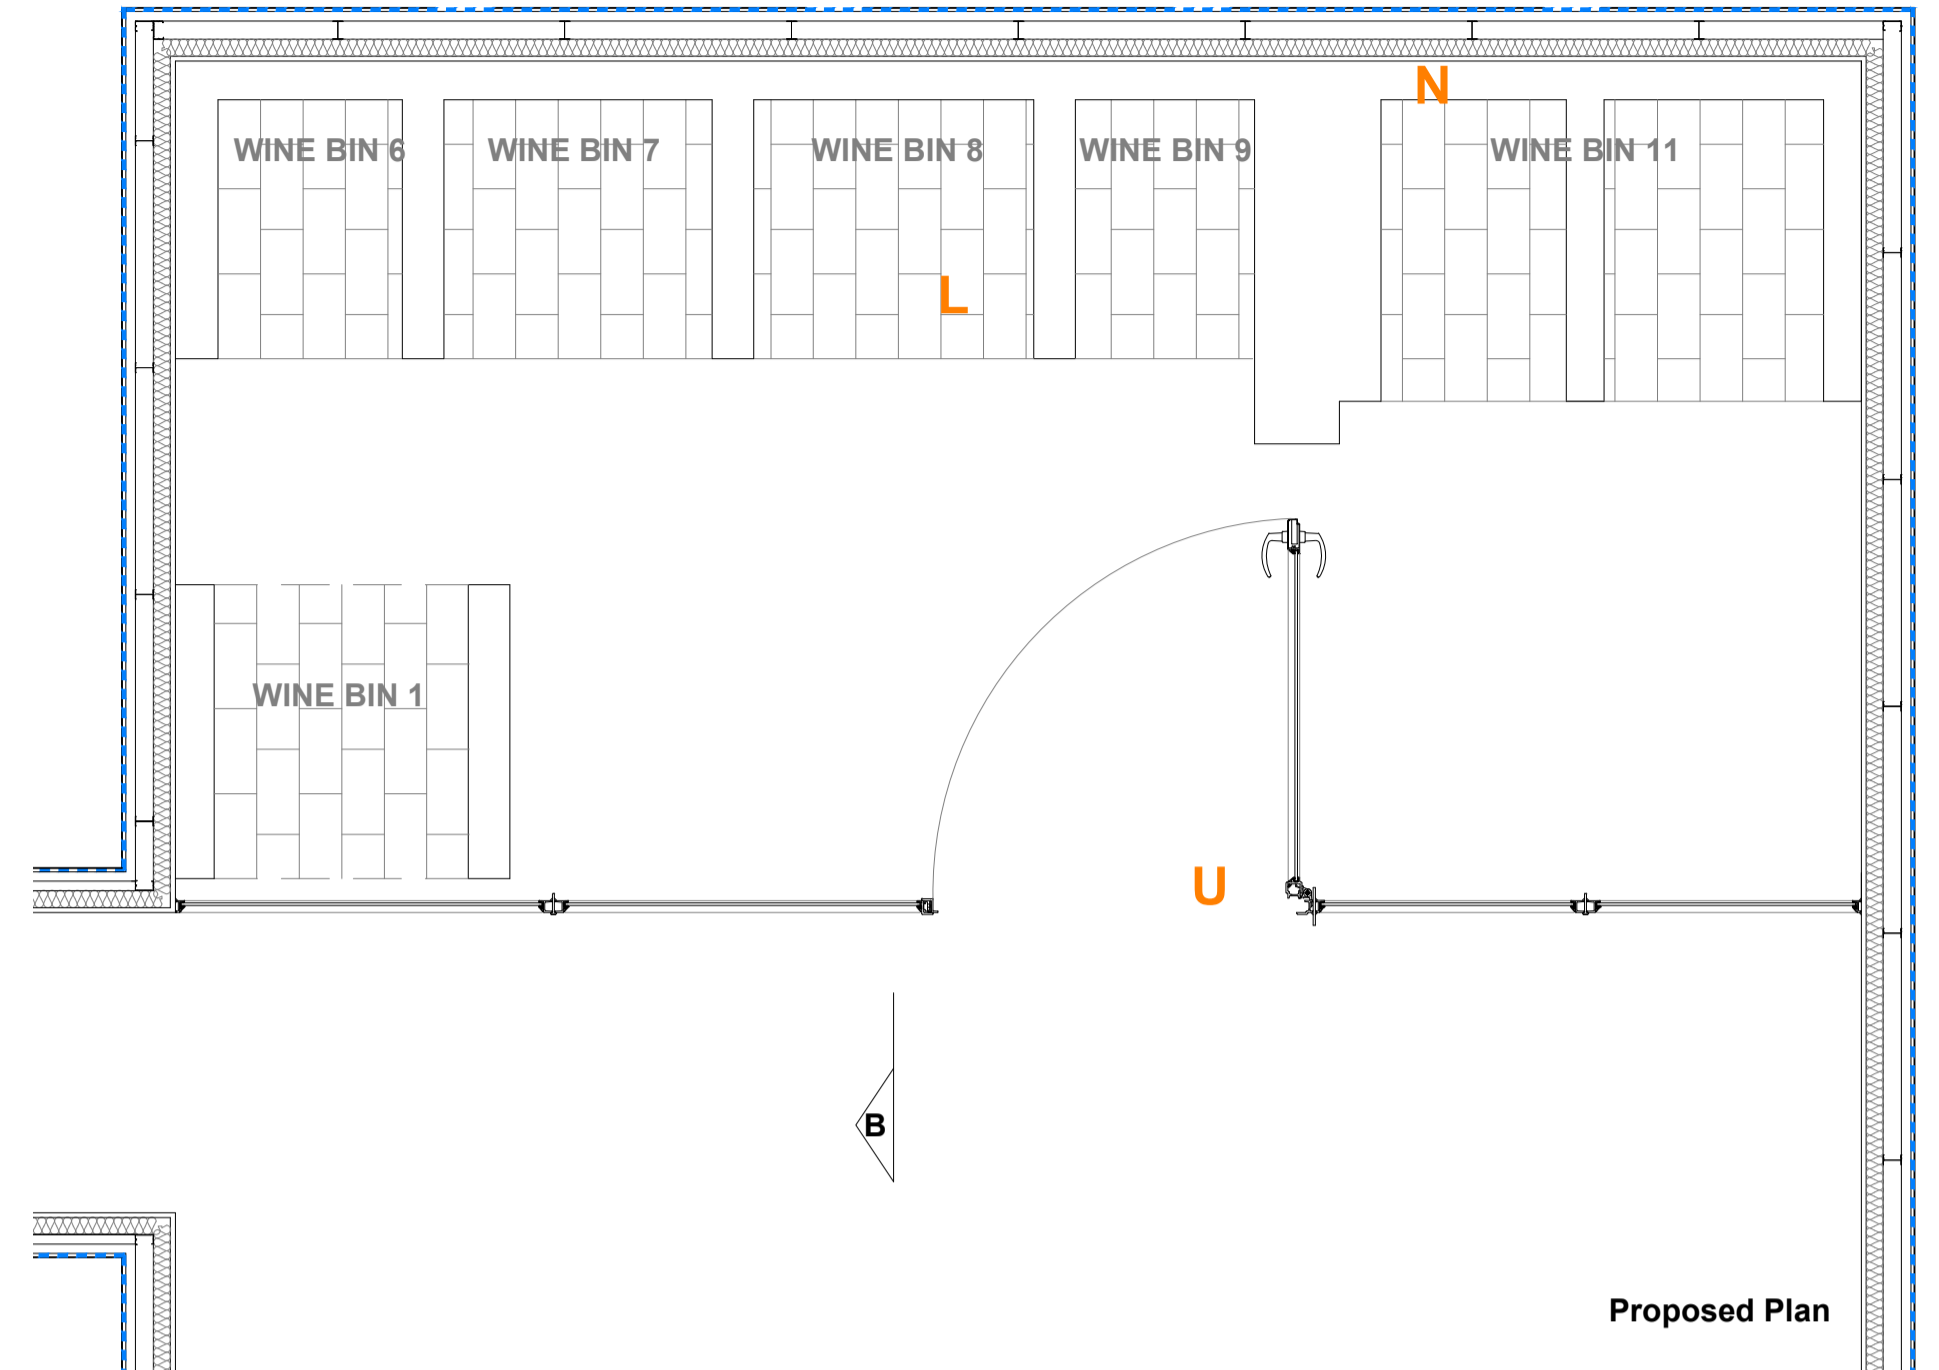 N
WINE BIN 6
WINE BIN 7
WINE BIN 8
WINE BIN 9
WINE BIN 11
L
WINE BIN 1
U
B
Proposed Plan